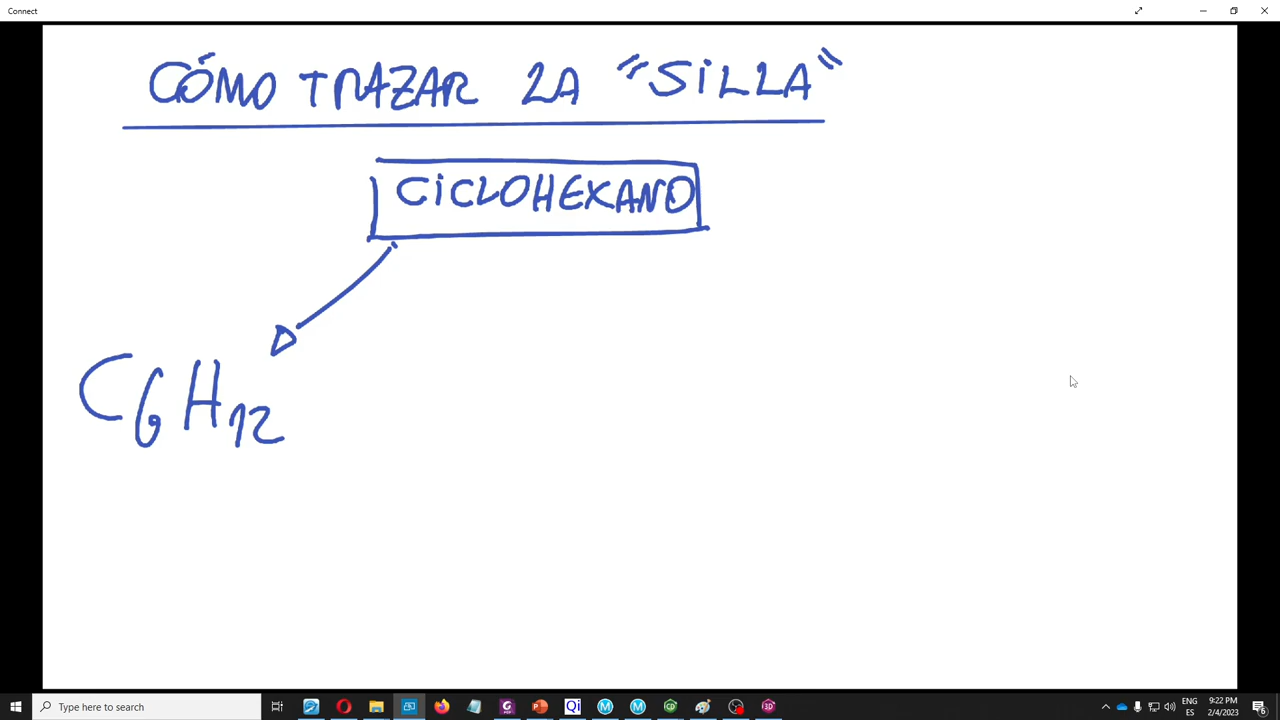 Connect
CÓMO TRAZAR LA "SILLA"
CICLOHEXANO
C6H12
Type here to search
Qi
ENG
ES
9:22 PM
2/4/2023